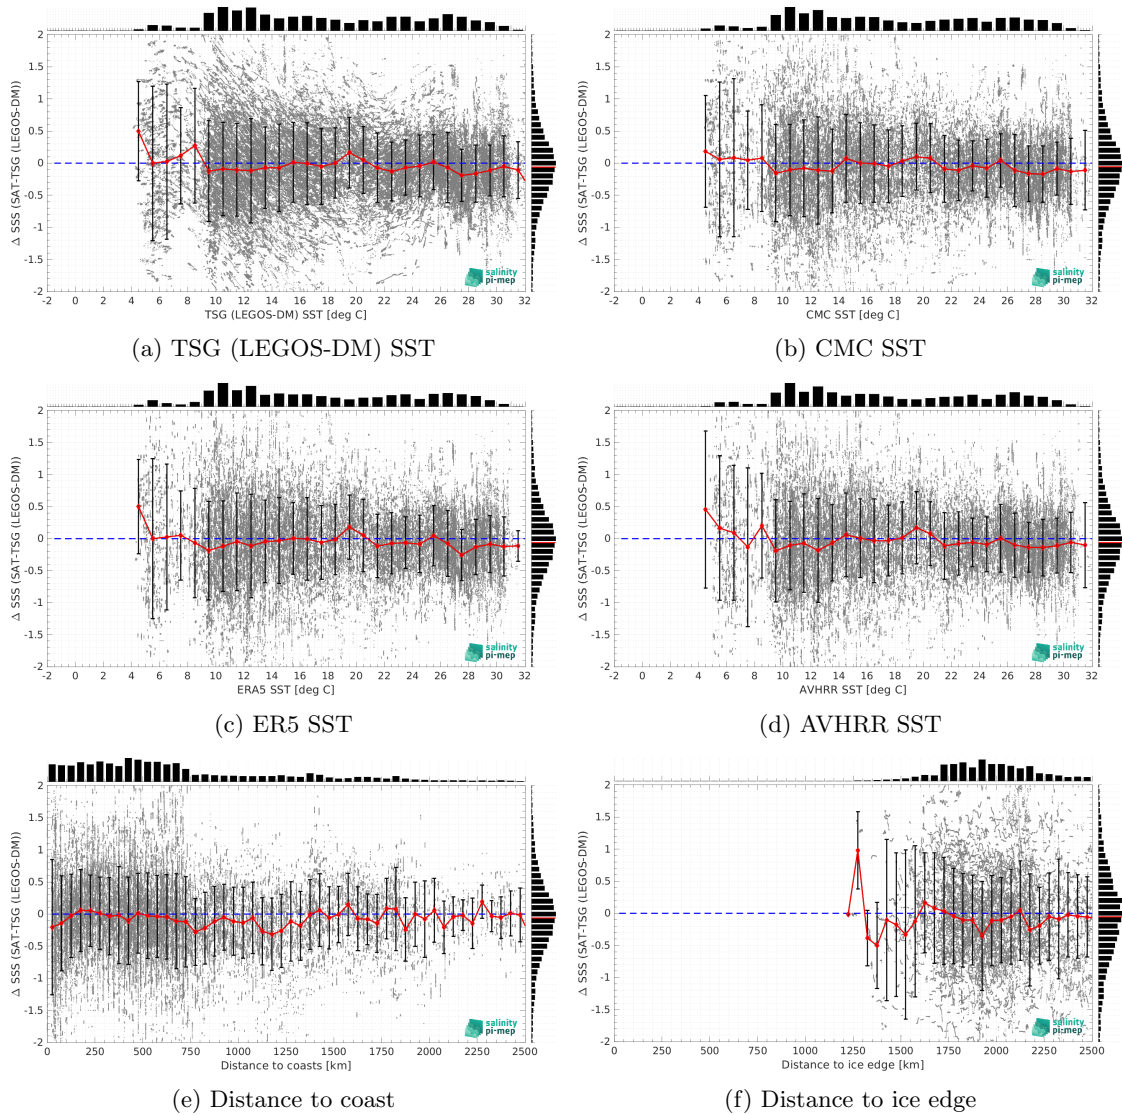 2
1.5
1
0.5
0
-0.5
-1
-1.5
-2
Δ SSS (SAT-TSG (LEGOS-DM))
-2 0 2 4 6 8 10 12 14 16 18 20 22 24 26 28 30 32
TSG (LEGOS-DM) SST [deg C]
salinity
pi-mep
(a) TSG (LEGOS-DM) SST
2
1.5
1
0.5
0
-0.5
-1
-1.5
-2
Δ SSS (SAT-TSG (LEGOS-DM))
-2 0 2 4 6 8 10 12 14 16 18 20 22 24 26 28 30 32
CMC SST [deg C]
salinity
pi-mep
(b) CMC SST
2
1.5
1
0.5
0
-0.5
-1
-1.5
-2
Δ SSS (SAT-TSG (LEGOS-DM))
-2 0 2 4 6 8 10 12 14 16 18 20 22 24 26 28 30 32
ERA5 SST [deg C]
salinity
pi-mep
(c) ER5 SST
2
1.5
1
0.5
0
-0.5
-1
-1.5
-2
Δ SSS (SAT-TSG (LEGOS-DM))
-2 0 2 4 6 8 10 12 14 16 18 20 22 24 26 28 30 32
AVHRR SST [deg C]
salinity
pi-mep
(d) AVHRR SST
2
1.5
1
0.5
0
-0.5
-1
-1.5
-2
Δ SSS (SAT-TSG (LEGOS-DM))
0 250 500 750 1000 1250 1500 1750 2000 2250 2500
Distance to coasts [km]
salinity
pi-mep
(e) Distance to coast
2
1.5
1
0.5
0
-0.5
-1
-1.5
-2
Δ SSS (SAT-TSG (LEGOS-DM))
0 250 500 750 1000 1250 1500 1750 2000 2250 2500
Distance to ice edge [km]
salinity
pi-mep
(f) Distance to ice edge